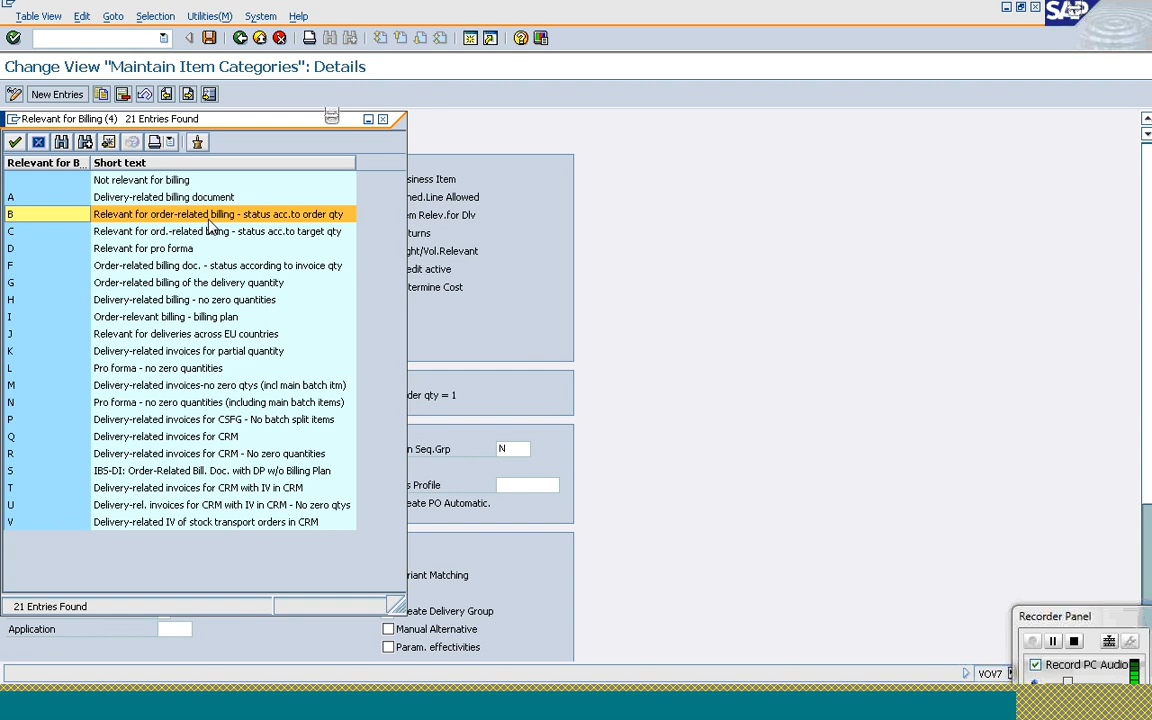 Table View Edit Goto Selection Utilities(M) System Help
SAP
Change View "Maintain Item Categories": Details
New Entries
Relevant for Billing (4) 21 Entries Found
Relevant for B... Short text
Not relevant for billing
A Delivery-related billing document
B Relevant for order-related billing - status acc.to order qty
C Relevant for ord.-related billing - status acc.to target qty
D Relevant for pro forma
F Order-related billing doc. - status according to invoice qty
G Order-related billing of the delivery quantity
H Delivery-related billing - no zero quantities
I Order-relevant billing - billing plan
J Relevant for deliveries across EU countries
K Delivery-related invoices for partial quantity
L Pro forma - no zero quantities
M Delivery-related invoices-no zero qtys (incl main batch itm)
N Pro forma - no zero quantities (including main batch items)
P Delivery-related invoices for CSFG - No batch split items
Q Delivery-related invoices for CRM
R Delivery-related invoices for CRM - No zero quantities
S IBS-DI: Order-Related Bill. Doc. with DP w/o Billing Plan
T Delivery-related invoices for CRM with IV in CRM
U Delivery-rel. invoices for CRM with IV in CRM - No zero qtys
V Delivery-related IV of stock transport orders in CRM
21 Entries Found
siness Item
ned.Line Allowed
m Relev.for Dlv
turns
ght/Vol.Relevant
edit active
termine Cost
der qty = 1
n Seq.Grp N
s Profile
eate PO Automatic.
riant Matching
eate Delivery Group
Application
Manual Alternative
Param. effectivities
Recorder Panel
Record PC Audio
VOV7